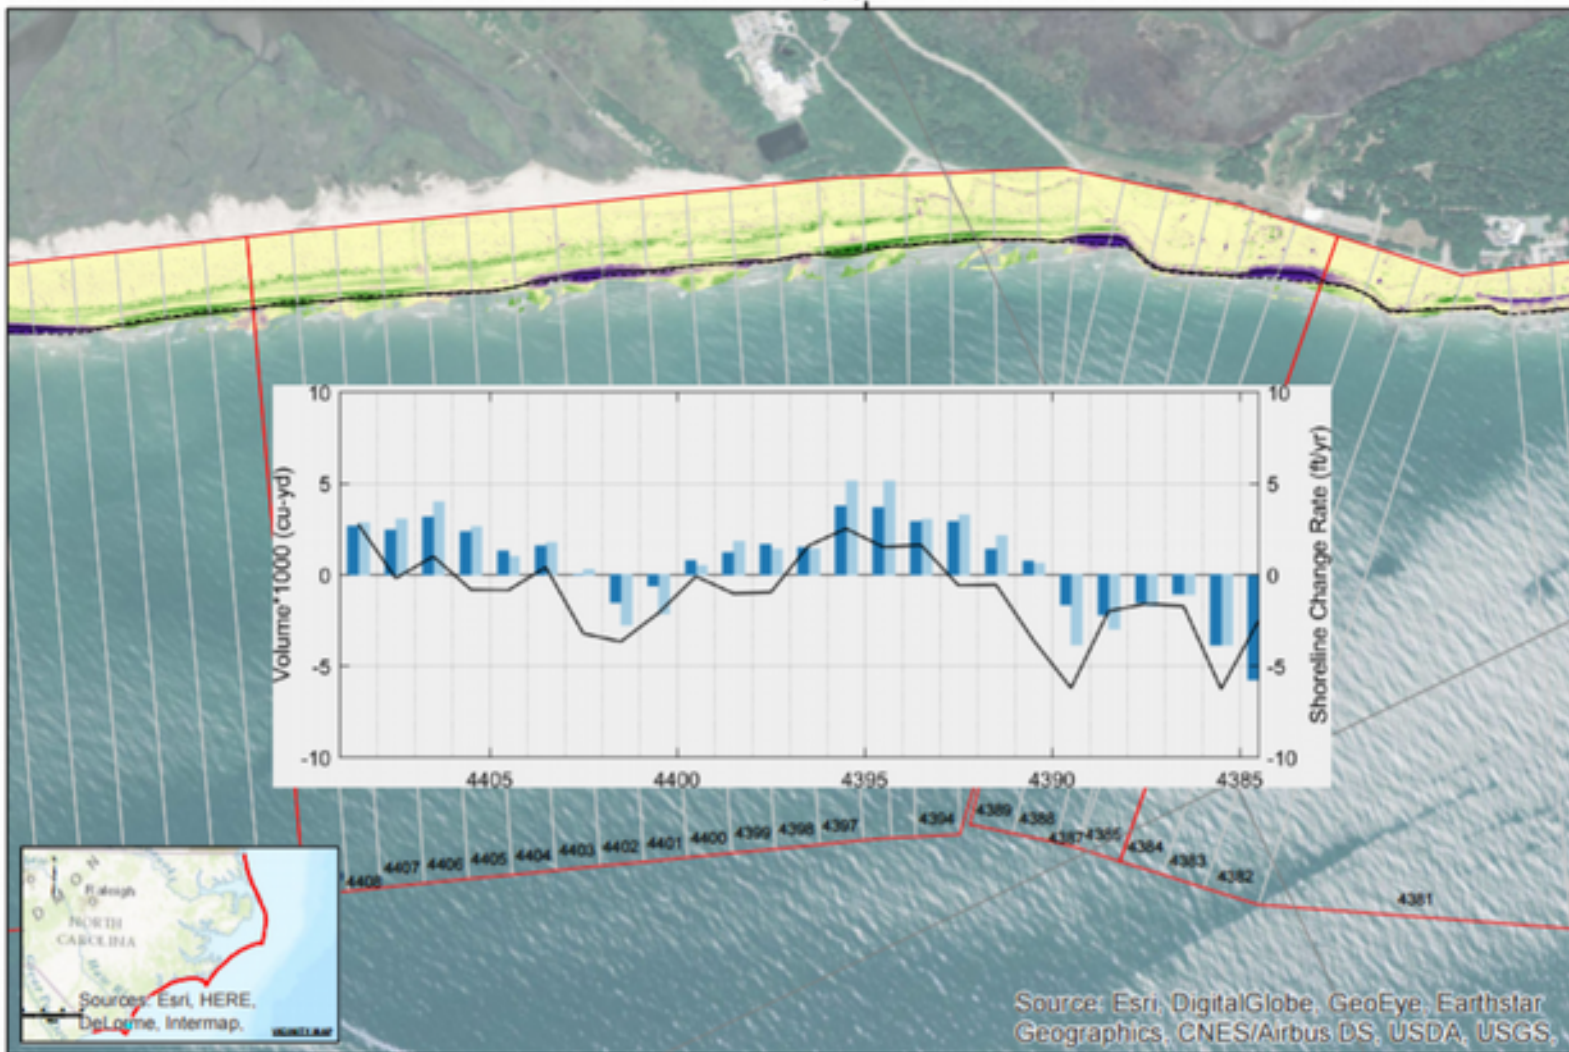 10
5
0
-5
-10
Volume*1000 (cu-yd)
10
5
0
-5
-10
Shoreline Change Rate (ft/yr)
4405 4400 4395 4390 4385
4408 4407 4406 4405 4404 4403 4402 4401 4400 4399 4398 4397 4394 4389 4388 4387 4385 4384 4383 4382 4381
Raleigh
NORTH
CAROLINA
Sources: Esri, HERE,
DeLorme, Intermap,
VICINITY MAP
Source: Esri, DigitalGlobe, GeoEye, Earthstar
Geographics, CNES/Airbus DS, USDA, USGS,